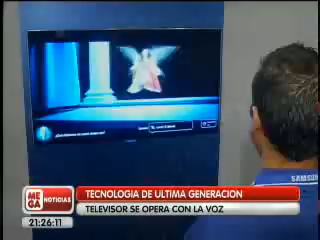 SAMSUNG
MEGA
NOTICIAS
TECNOLOGIA DE ULTIMA GENERACION
TELEVISOR SE OPERA CON LA VOZ
21:26:11